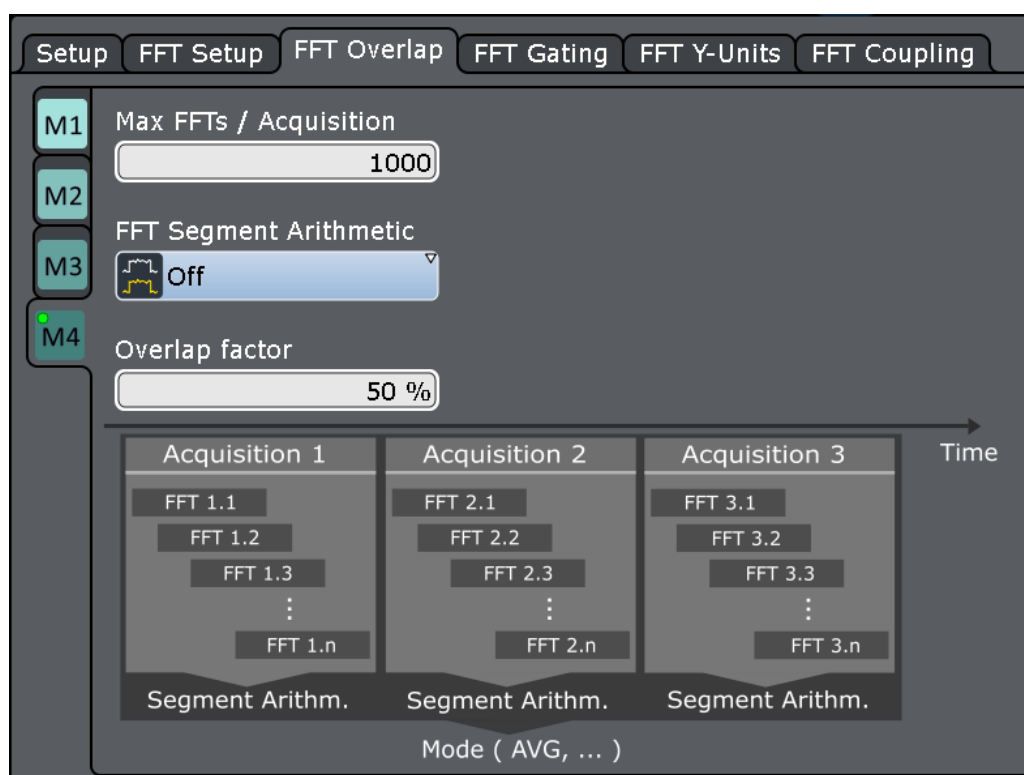 Setup FFT Setup FFT Overlap FFT Gating FFT Y-Units FFT Coupling
M1
M2
M3
M4
Max FFTs / Acquisition
1000
FFT Segment Arithmetic
Off
Overlap factor
50 %
Time
Acquisition 1 Acquisition 2 Acquisition 3
FFT 1.1 FFT 2.1 FFT 3.1
FFT 1.2 FFT 2.2 FFT 3.2
FFT 1.3 FFT 2.3 FFT 3.3
⋮ ⋮ ⋮
FFT 1.n FFT 2.n FFT 3.n
Segment Arithm. Segment Arithm. Segment Arithm.
Mode ( AVG, ... )